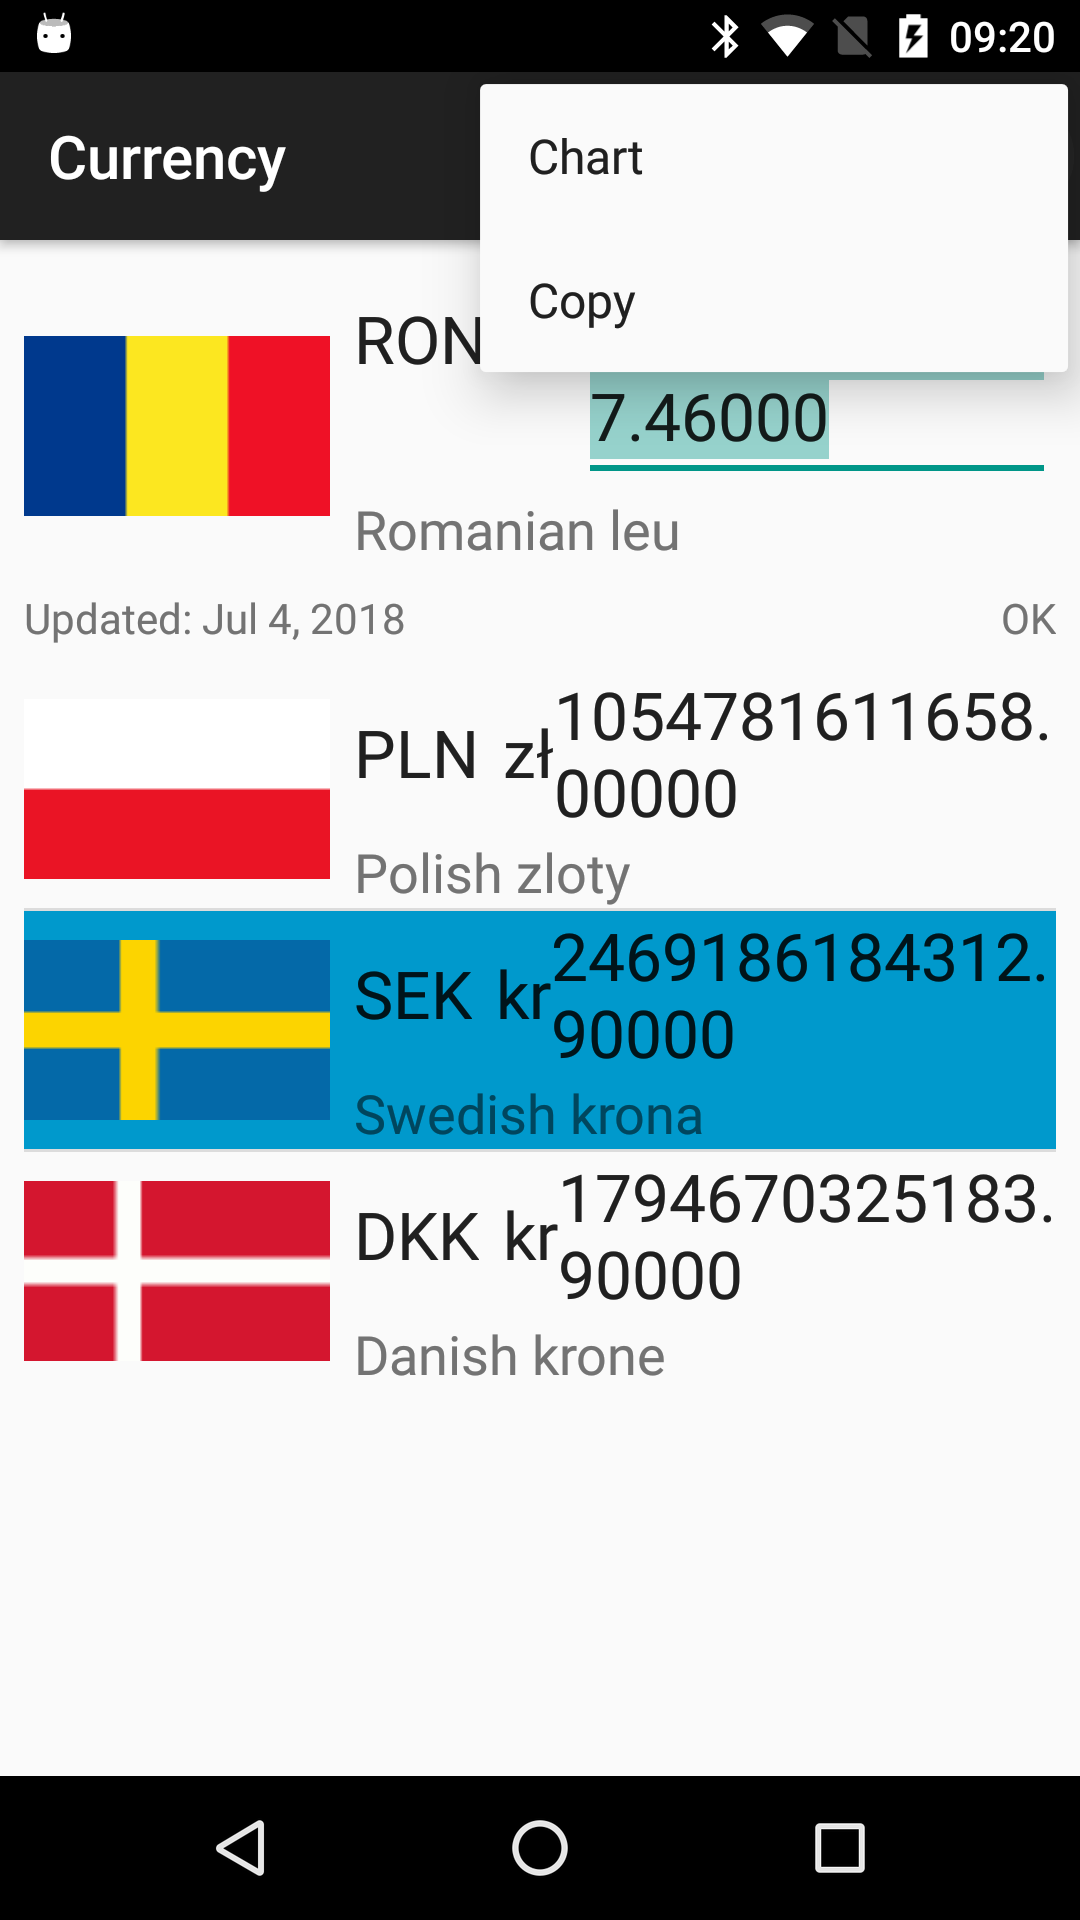 09:20
Currency
Chart
Copy
RON
7.46000
Romanian leu
Updated: Jul 4, 2018 OK
PLN zł 1054781611658.
00000
Polish zloty
SEK kr 2469186184312.
90000
Swedish krona
DKK kr 1794670325183.
90000
Danish krone